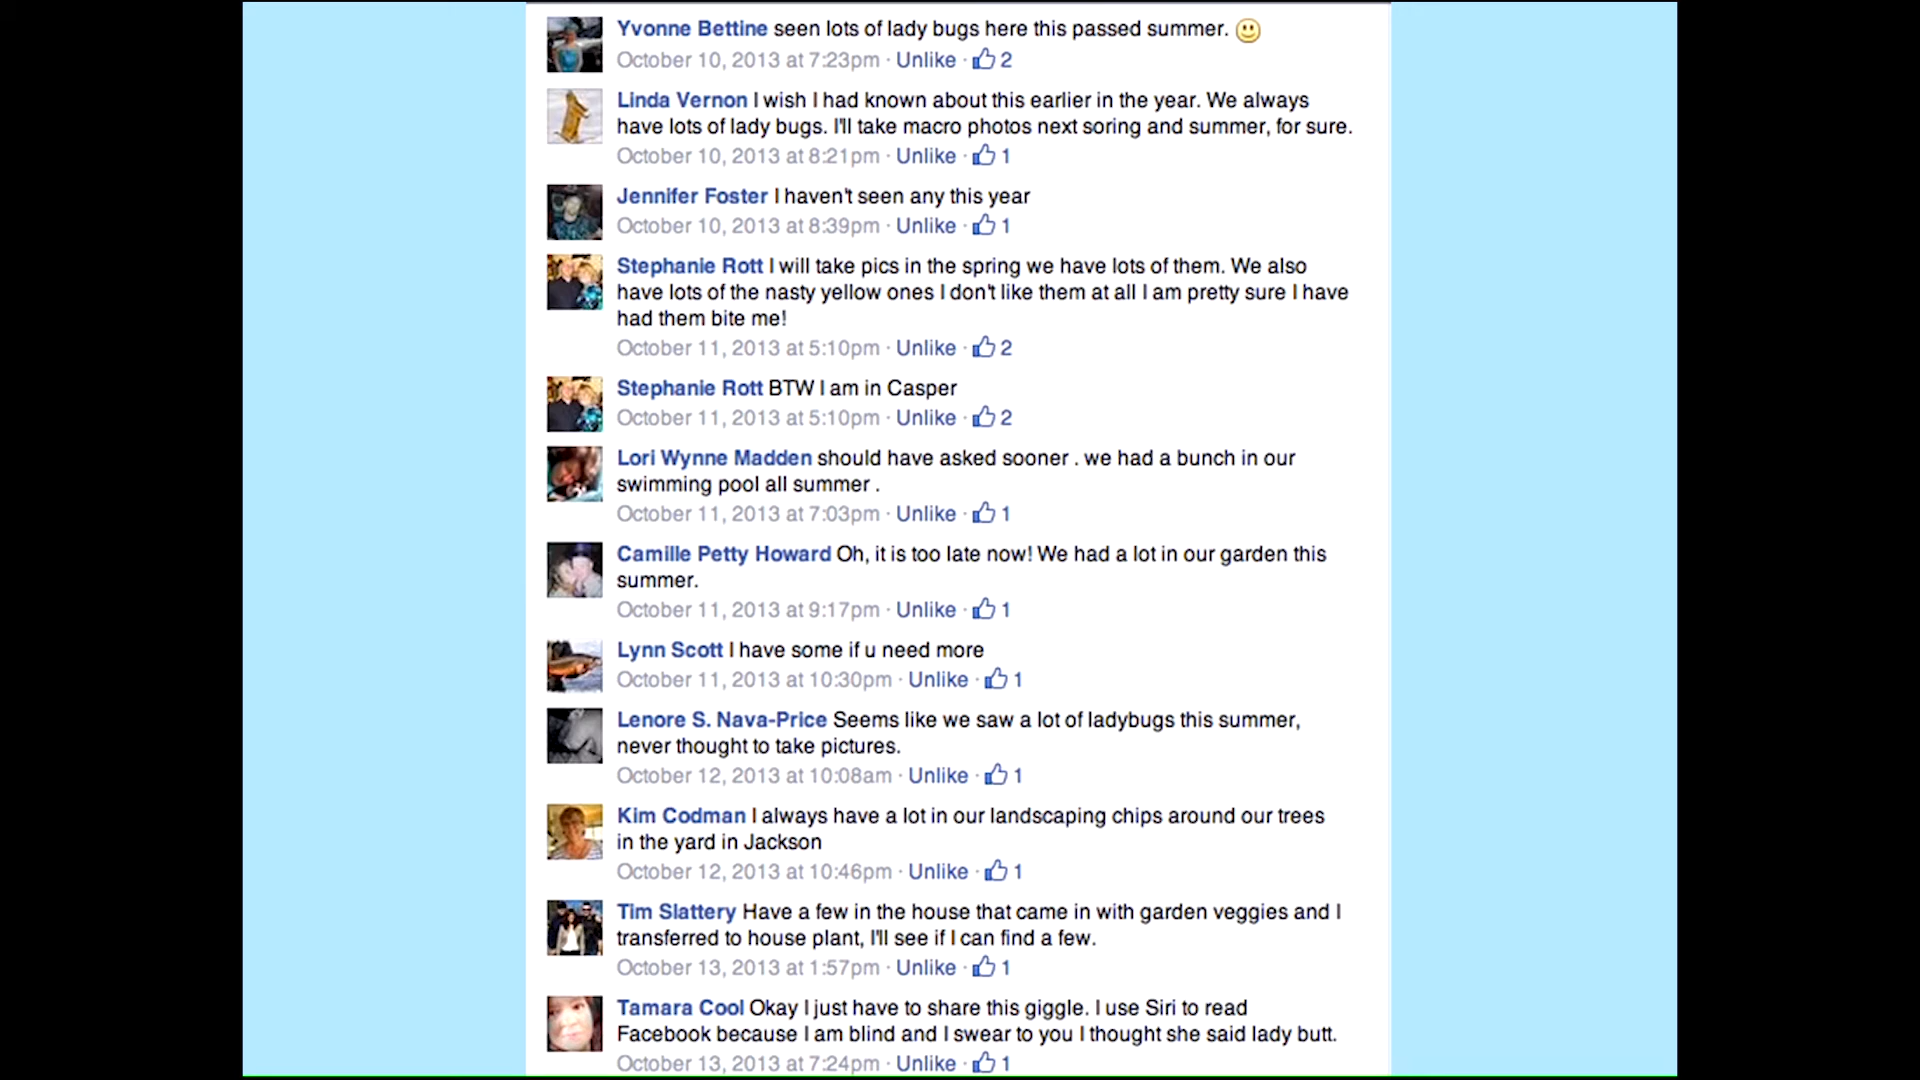 Yvonne Bettine seen lots of lady bugs here this passed summer.
October 10, 2013 at 7:23pm · Unlike · 2
Linda Vernon I wish I had known about this earlier in the year. We always
have lots of lady bugs. I'll take macro photos next soring and summer, for sure.
October 10, 2013 at 8:21pm · Unlike · 1
Jennifer Foster I haven't seen any this year
October 10, 2013 at 8:39pm · Unlike · 1
Stephanie Rott I will take pics in the spring we have lots of them. We also
have lots of the nasty yellow ones I don't like them at all I am pretty sure I have
had them bite me!
October 11, 2013 at 5:10pm · Unlike · 2
Stephanie Rott BTW I am in Casper
October 11, 2013 at 5:10pm · Unlike · 2
Lori Wynne Madden should have asked sooner . we had a bunch in our
swimming pool all summer .
October 11, 2013 at 7:03pm · Unlike · 1
Camille Petty Howard Oh, it is too late now! We had a lot in our garden this
summer.
October 11, 2013 at 9:17pm · Unlike · 1
Lynn Scott I have some if u need more
October 11, 2013 at 10:30pm · Unlike · 1
Lenore S. Nava-Price Seems like we saw a lot of ladybugs this summer,
never thought to take pictures.
October 12, 2013 at 10:08am · Unlike · 1
Kim Codman I always have a lot in our landscaping chips around our trees
in the yard in Jackson
October 12, 2013 at 10:46pm · Unlike · 1
Tim Slattery Have a few in the house that came in with garden veggies and I
transferred to house plant, I'll see if I can find a few.
October 13, 2013 at 1:57pm · Unlike · 1
Tamara Cool Okay I just have to share this giggle. I use Siri to read
Facebook because I am blind and I swear to you I thought she said lady butt.
October 13, 2013 at 7:24pm · Unlike · 1